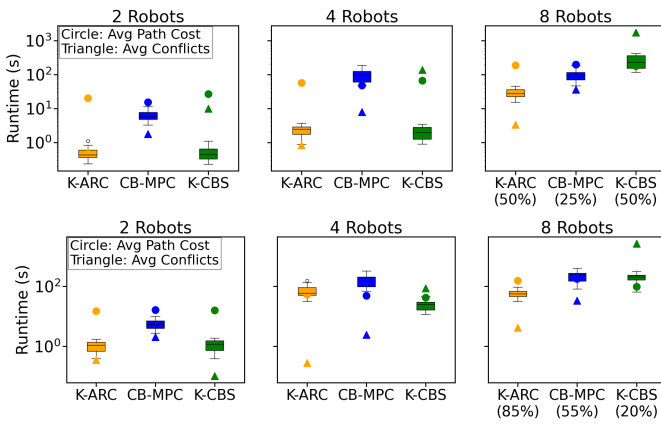 2 Robots 4 Robots 8 Robots
Circle: Avg Path Cost
Triangle: Avg Conflicts
Runtime (s)
10³
10²
10¹
10⁰
K-ARC CB-MPC K-CBS K-ARC CB-MPC K-CBS K-ARC CB-MPC K-CBS
(50%) (25%) (50%)
2 Robots 4 Robots 8 Robots
Circle: Avg Path Cost
Triangle: Avg Conflicts
Runtime (s)
10²
10⁰
K-ARC CB-MPC K-CBS K-ARC CB-MPC K-CBS K-ARC CB-MPC K-CBS
(85%) (55%) (20%)